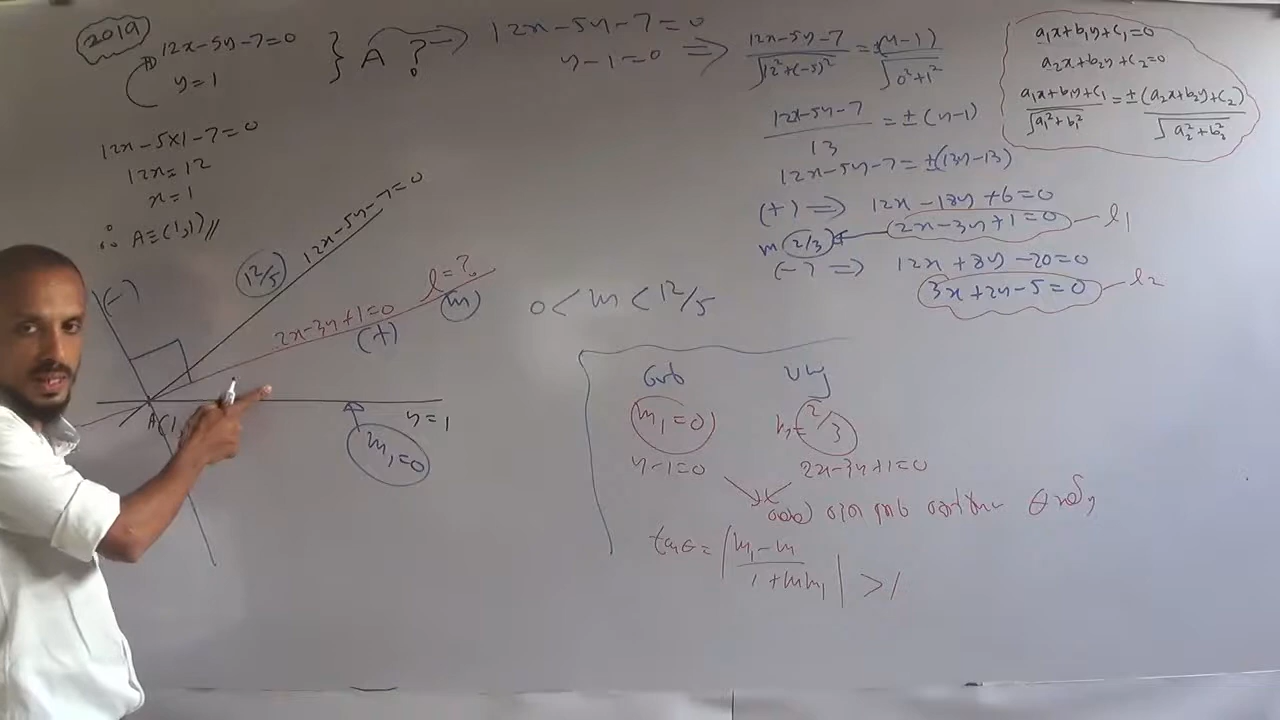 2019
12x-5y-7=0
y=1
} A ? →
12x-5y-7=0
y-1=0 ⇒
12x-5y-7/√12²+(-5)² = ±(y-1)/√0²+1²
12x-5y-7/13 = ±(y-1)
12x-5y-7=±(13y-13)
(+) ⇒ 12x-18y+6=0
2x-3y+1=0 — l₁
m 2/3
(-) ⇒ 12x+8y-20=0
3x+2y-5=0 — l₂
a₁x+b₁y+c₁=0
a₂x+b₂y+c₂=0
a₁x+b₁y+c₁/√a₁²+b₁² = ±(a₂x+b₂y+c₂)/√a₂²+b₂²
12x-5×1-7=0
12x=12
x=1
∴ A≡(1,1)//
(-)
12/5
12x-5y-7=0
l=?
2x-3y+1=0
(+)
m
y=1
m₁=0
0<m<12/5
m₁=0
2/3
y-1=0
2x-3y+1=0
tanθ=|m₁-m/1+mm₁| >1